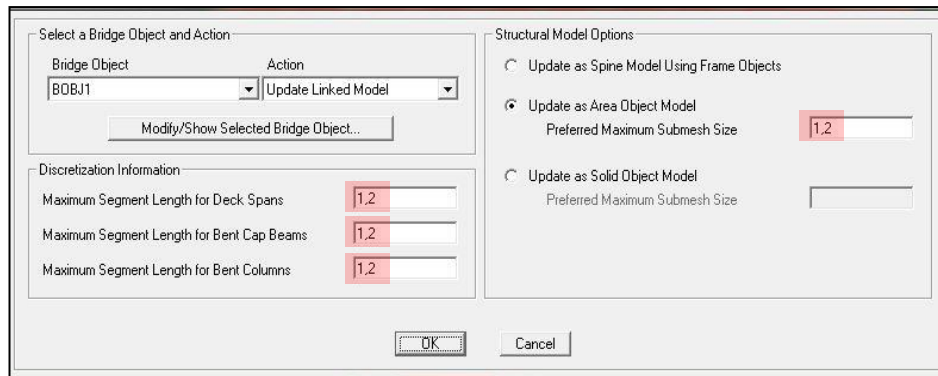 Select a Bridge Object and Action
Bridge Object Action
BOBJ1 Update Linked Model
Modify/Show Selected Bridge Object...
Discretization Information
Maximum Segment Length for Deck Spans 1,2
Maximum Segment Length for Bent Cap Beams 1,2
Maximum Segment Length for Bent Columns 1,2
Structural Model Options
Update as Spine Model Using Frame Objects
Update as Area Object Model
Preferred Maximum Submesh Size 1,2
Update as Solid Object Model
Preferred Maximum Submesh Size
OK Cancel